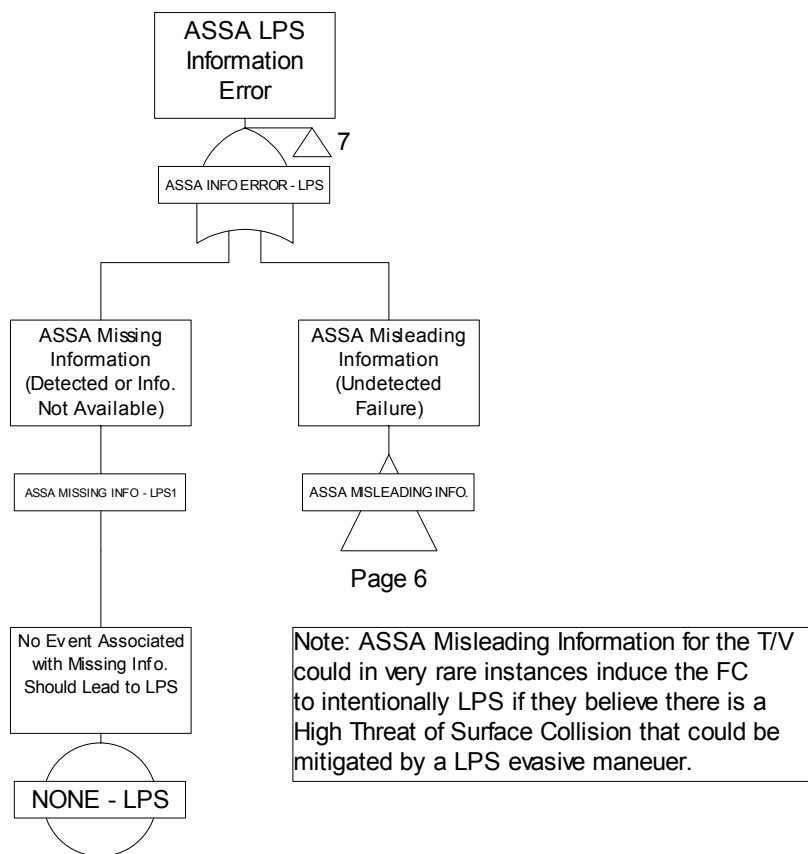 ASSA LPS
Information
Error
7
ASSA INFO ERROR - LPS
ASSA Missing
Information
(Detected or Info.
Not Available)
ASSA Misleading
Information
(Undetected
Failure)
ASSA MISSING INFO - LPS1
ASSA MISLEADING INFO.
Page 6
No Event Associated
with Missing Info.
Should Lead to LPS
NONE - LPS
Note: ASSA Misleading Information for the T/V
could in very rare instances induce the FC
to intentionally LPS if they believe there is a
High Threat of Surface Collision that could be
mitigated by a LPS evasive maneuer.